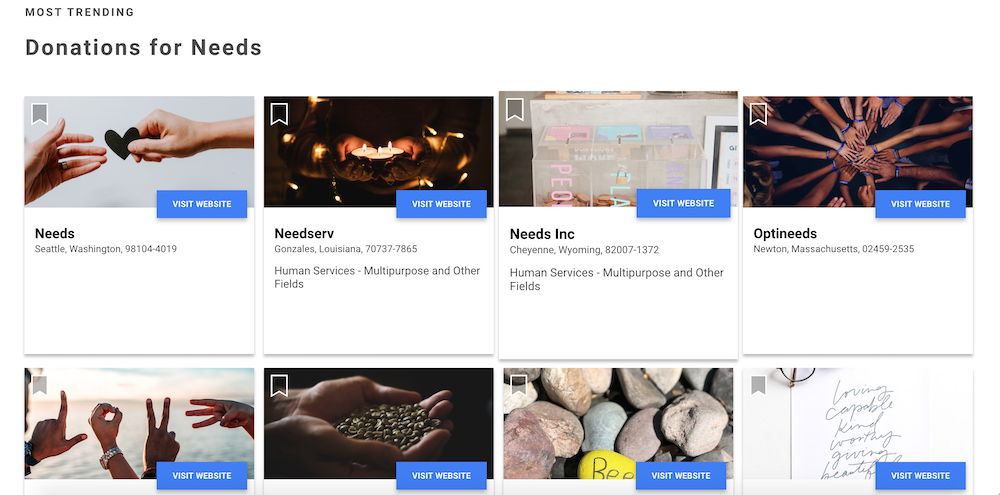 MOST TRENDING
Donations for Needs
VISIT WEBSITE
VISIT WEBSITE
VISIT WEBSITE
VISIT WEBSITE
Needs
Seattle, Washington, 98104-4019
Needserv
Gonzales, Louisiana, 70737-7865
Human Services - Multipurpose and Other
Fields
Needs Inc
Cheyenne, Wyoming, 82007-1372
Human Services - Multipurpose and Other
Fields
Optineeds
Newton, Massachusetts, 02459-2535
loving
capable
kind
worthy
giving
beautiful
Bee
VISIT WEBSITE
VISIT WEBSITE
VISIT WEBSITE
VISIT WEBSITE